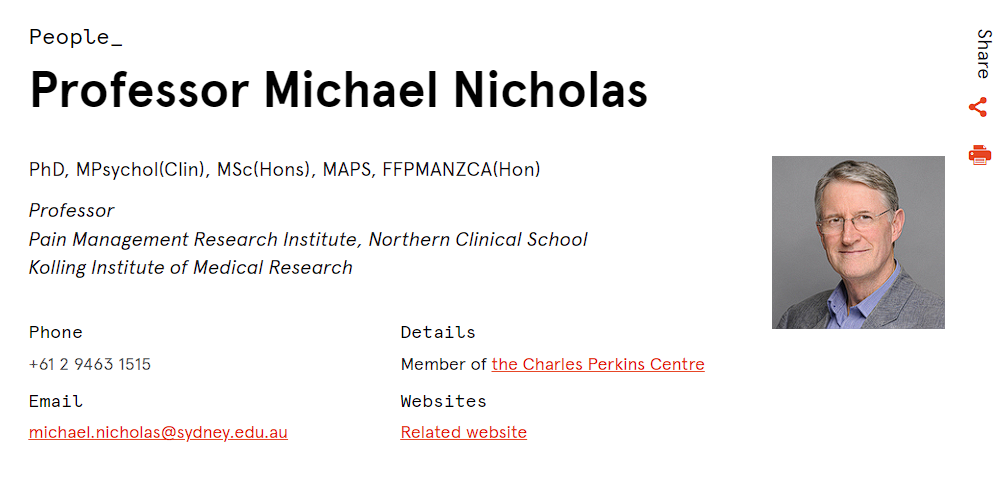 People_
Share
Professor Michael Nicholas
PhD, MPsychol(Clin), MSc(Hons), MAPS, FFPMANZCA(Hon)
Professor
Pain Management Research Institute, Northern Clinical School
Kolling Institute of Medical Research
Phone
+61 2 9463 1515
Email
michael.nicholas@sydney.edu.au
Details
Member of the Charles Perkins Centre
Websites
Related website